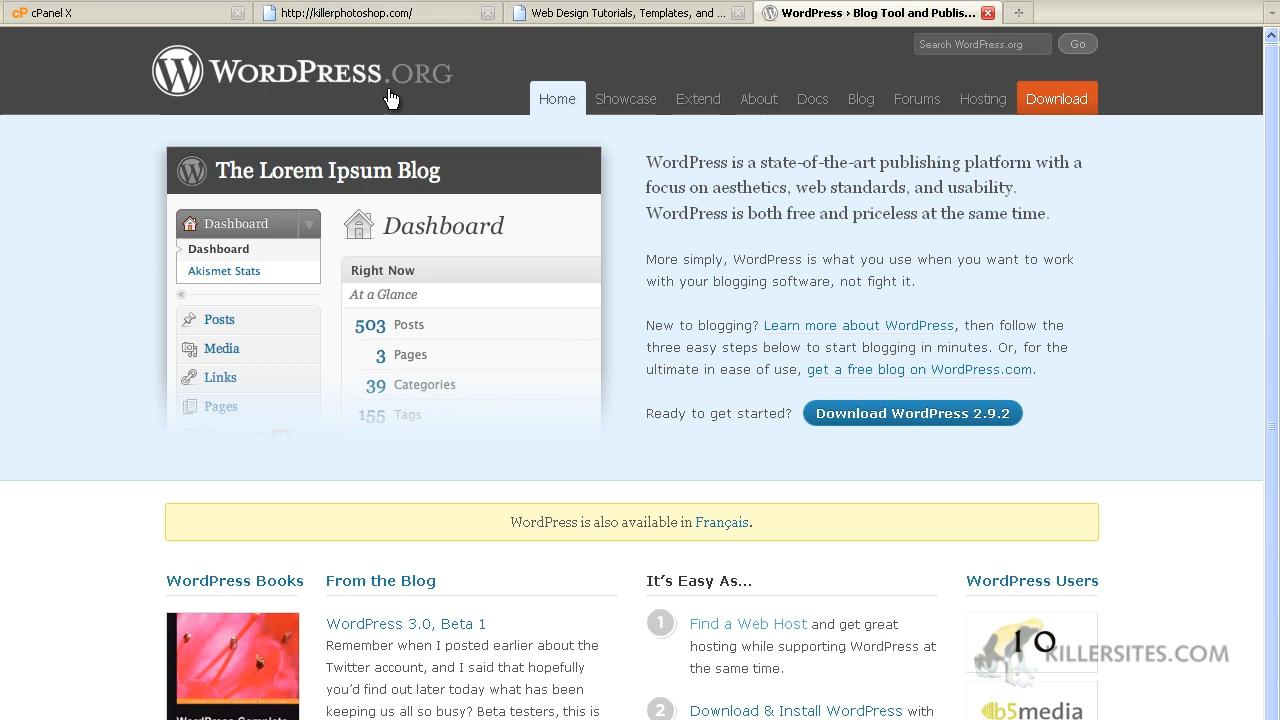 cPanel X
http://killerphotoshop.com/
Web Design Tutorials, Templates, and ...
WordPress › Blog Tool and Publis...
WORDPRESS.ORG
Search WordPress.org
Go
Home
Showcase
Extend
About
Docs
Blog
Forums
Hosting
Download
The Lorem Ipsum Blog
Dashboard
Dashboard
Akismet Stats
Posts
Media
Links
Pages
Dashboard
Right Now
At a Glance
503 Posts
3 Pages
39 Categories
155 Tags
WordPress is a state-of-the-art publishing platform with a
focus on aesthetics, web standards, and usability.
WordPress is both free and priceless at the same time.
More simply, WordPress is what you use when you want to work
with your blogging software, not fight it.
New to blogging? Learn more about WordPress, then follow the
three easy steps below to start blogging in minutes. Or, for the
ultimate in ease of use, get a free blog on WordPress.com.
Ready to get started?
Download WordPress 2.9.2
WordPress is also available in Français.
WordPress Books
From the Blog
WordPress 3.0, Beta 1
Remember when I posted earlier about the
Twitter account, and I said that hopefully
you'd find out later today what has been
keeping us all so busy? Beta testers, this is
It's Easy As...
1 Find a Web Host and get great
hosting while supporting WordPress at
the same time.
2 Download & Install WordPress with
WordPress Users
KILLERSITES.COM
b5media